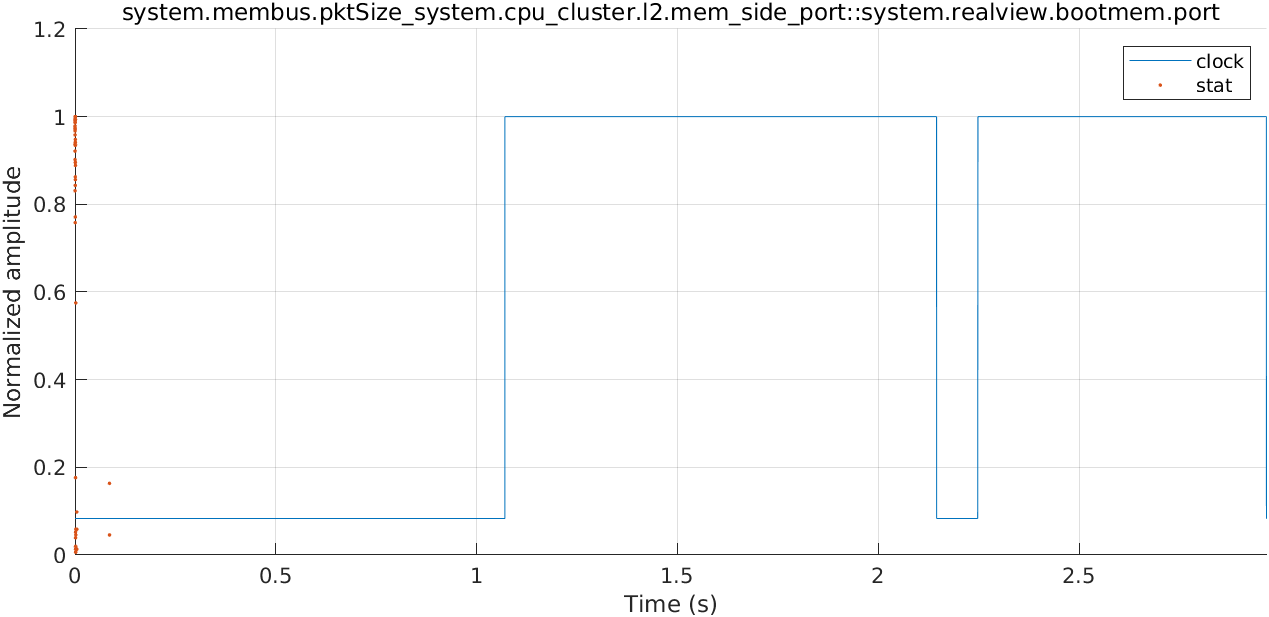 system.membus.pktSize_system.cpu_cluster.l2.mem_side_port::system.realview.bootmem.port
1.2
clock
stat
1
0.8
0.6
0.4
0.2
0
Normalized amplitude
0 0.5 1 1.5 2 2.5
Time (s)